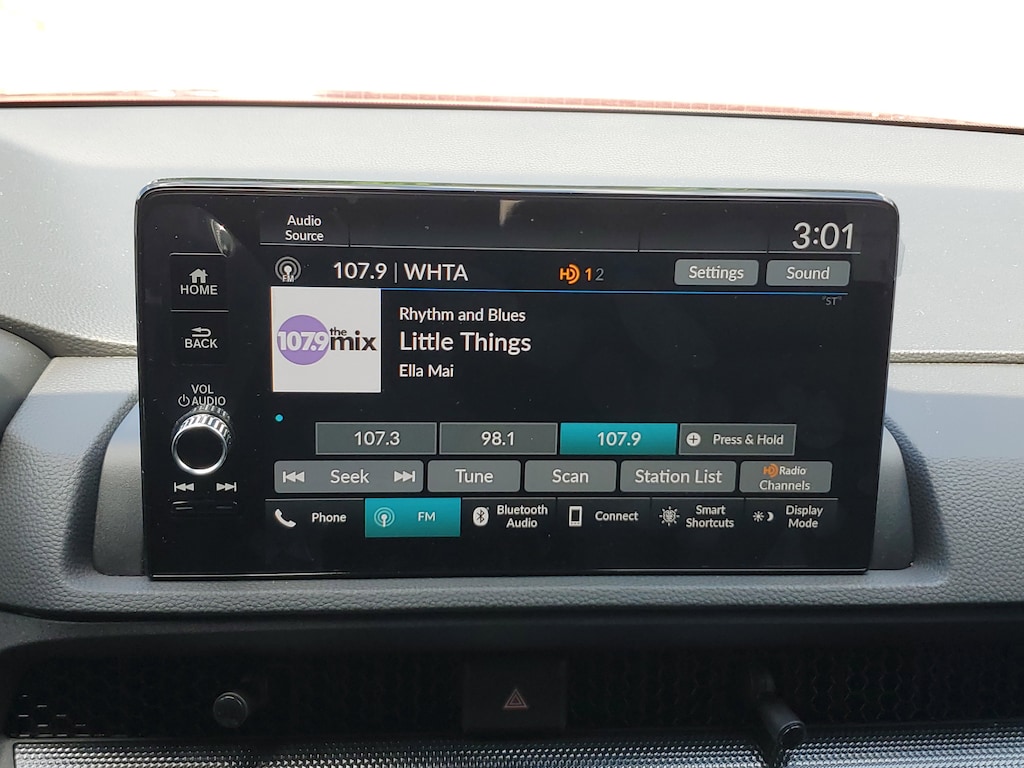 Audio
Source
3:01
HOME
FM
107.9 | WHTA
HD 1 2
Settings
Sound
"ST"
107.9 the mix
Rhythm and Blues
Little Things
Ella Mai
BACK
VOL
AUDIO
107.3
98.1
107.9
Press & Hold
Seek
Tune
Scan
Station List
HD Radio
Channels
Phone
FM
Bluetooth
Audio
Connect
Smart
Shortcuts
Display
Mode